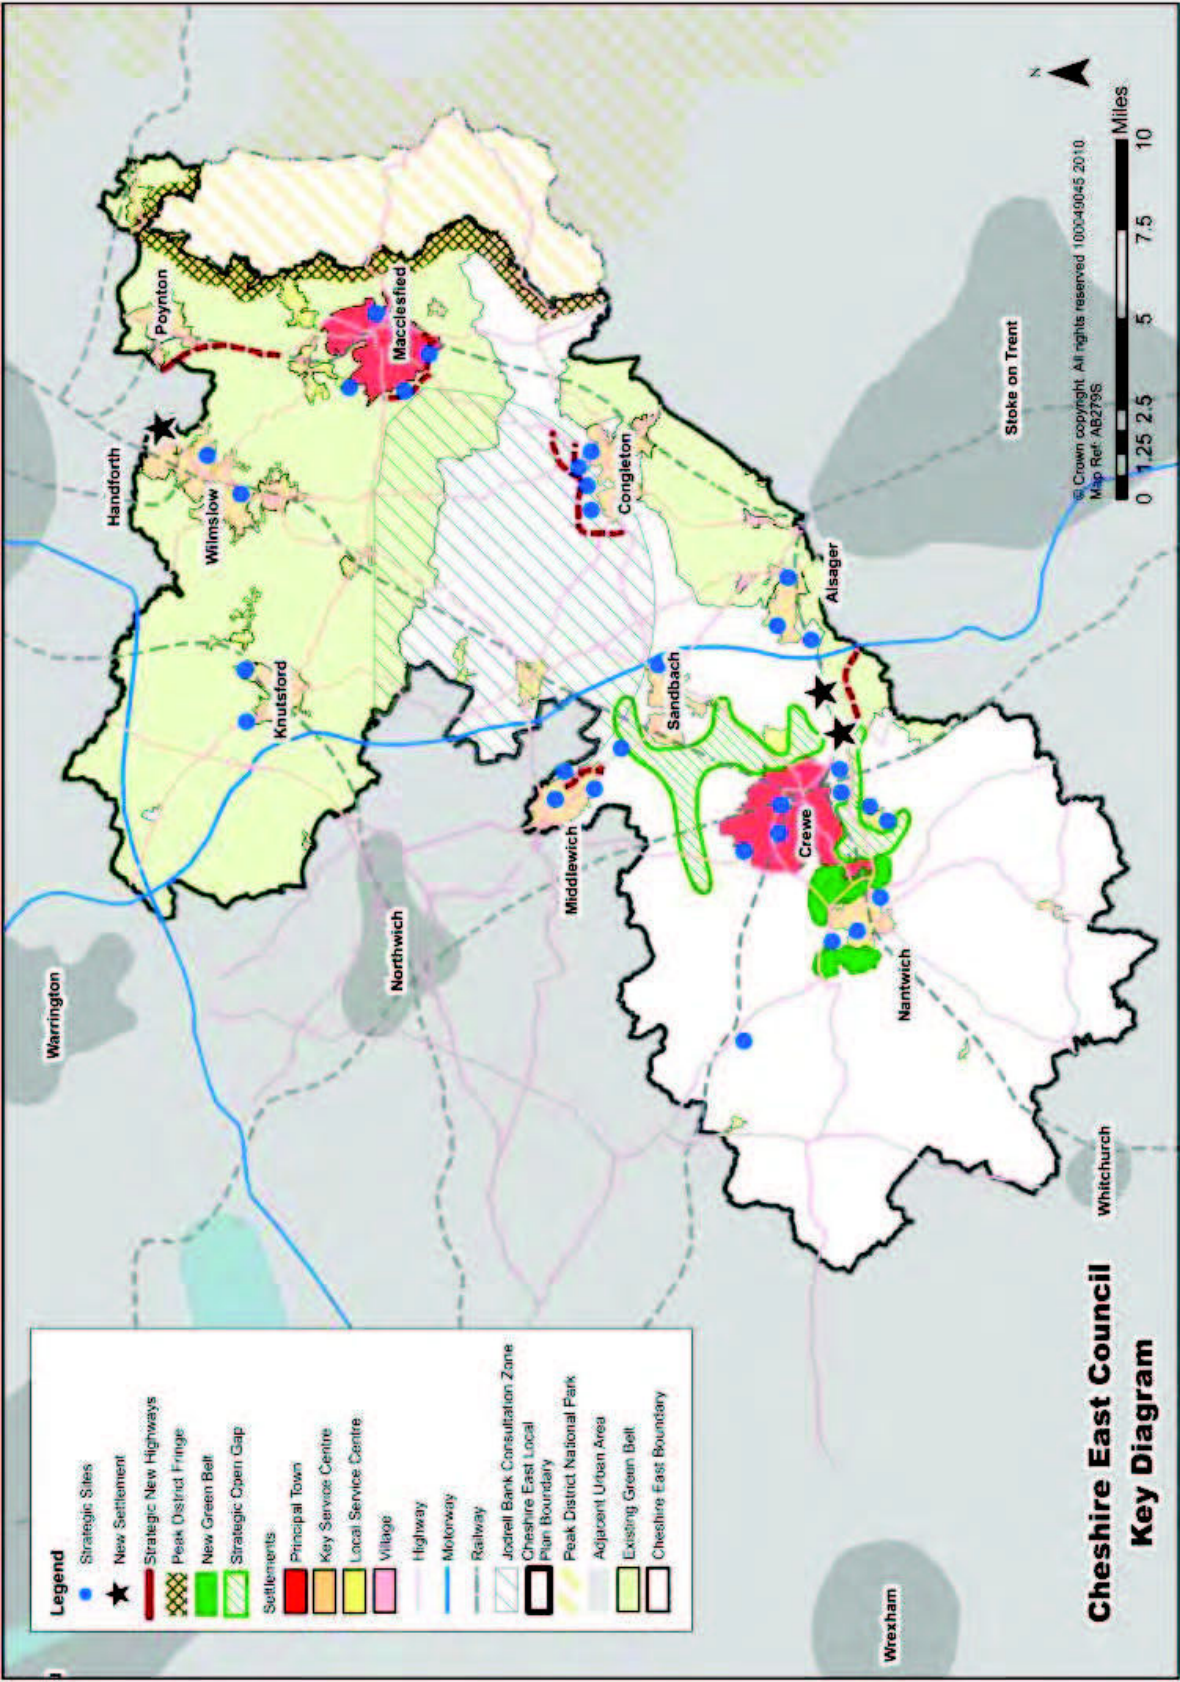 Legend
Strategic Sites
New Settlement
Strategic New Highways
Peak District Fringe
New Green Belt
Strategic Open Gap
Settlements
Principal Town
Key Service Centre
Local Service Centre
Village
Highway
Motorway
Railway
Jodrell Bank Consultation Zone
Cheshire East Local
Plan Boundary
Peak District National Park
Adjacent Urban Area
Existing Green Belt
Cheshire East Boundary
Warrington
Northwich
Knutsford
Wilmslow
Handforth
Poynton
Macclesfied
Congleton
Middlewich
Sandbach
Alsager
Crewe
Nantwich
Whitchurch
Wrexham
Stoke on Trent
Cheshire East Council
Key Diagram
N
© Crown copyright. All rights reserved 100049045 2010
Map Ref: AB279S
0 1.25 2.5 5 7.5 10
Miles